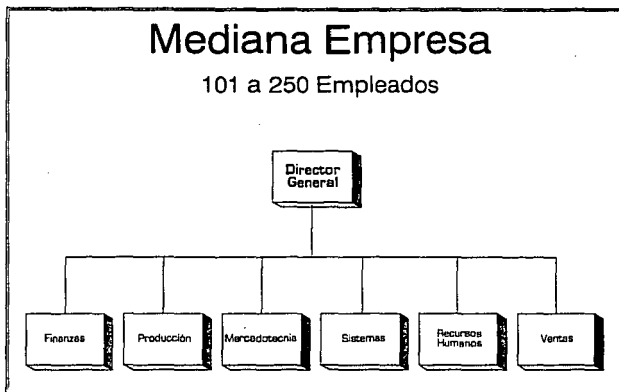 Mediana Empresa
101 a 250 Empleados
Director
General
Finanzas
Producción
Mercadotecnia
Sistemas
Recursos
Humanos
Ventas